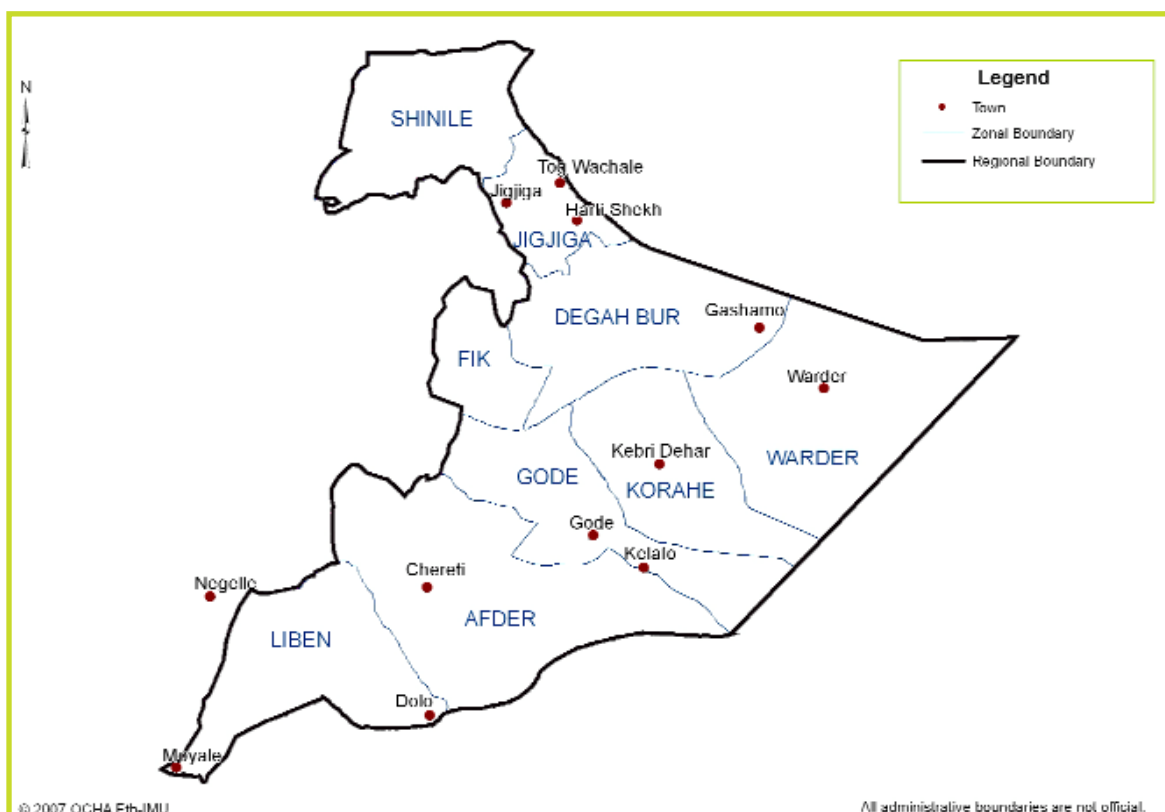 N
Legend
Town
Zonal Boundary
Regional Boundary
SHINILE
Tog Wachale
Jigjiga
Harti Shekh
JIGJIGA
DEGAH BUR
Gashamo
FIK
Warder
Kebri Dehar
WARDER
GODE
KORAHE
Gode
Kelafo
Negelle
Chereti
AFDER
LIBEN
Dolo
Moyale
© 2007 OCHA Eth-IMU
All administrative boundaries are not official.